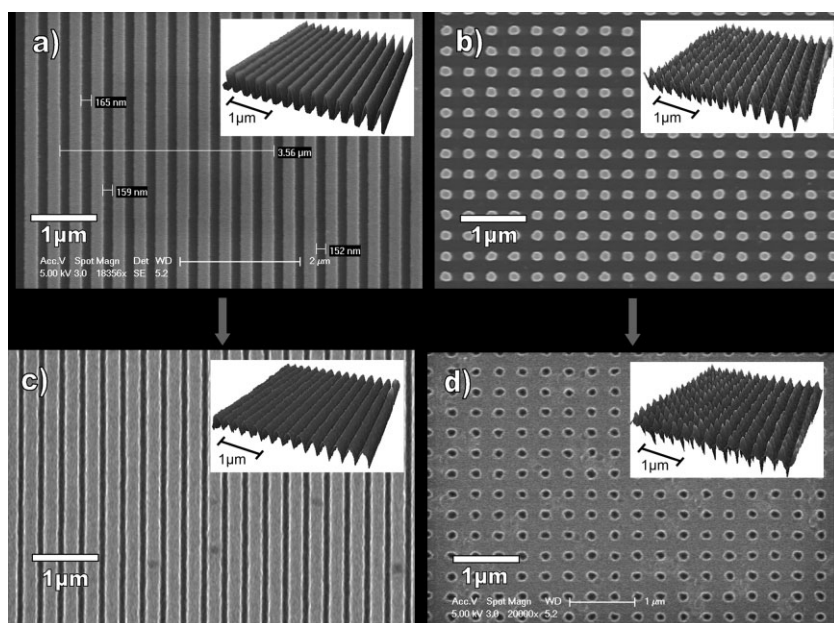 a)
165 nm
1µm
3.56 µm
159 nm
1µm
152 nm
Acc.V Spot Magn Det WD
5.00 kV 3.0 18356x SE 5.2
2 µm
b)
1µm
1µm
c)
1µm
1µm
d)
1µm
1µm
Acc.V Spot Magn WD
5.00 kV 3.0 20000x 5.2
1 µm